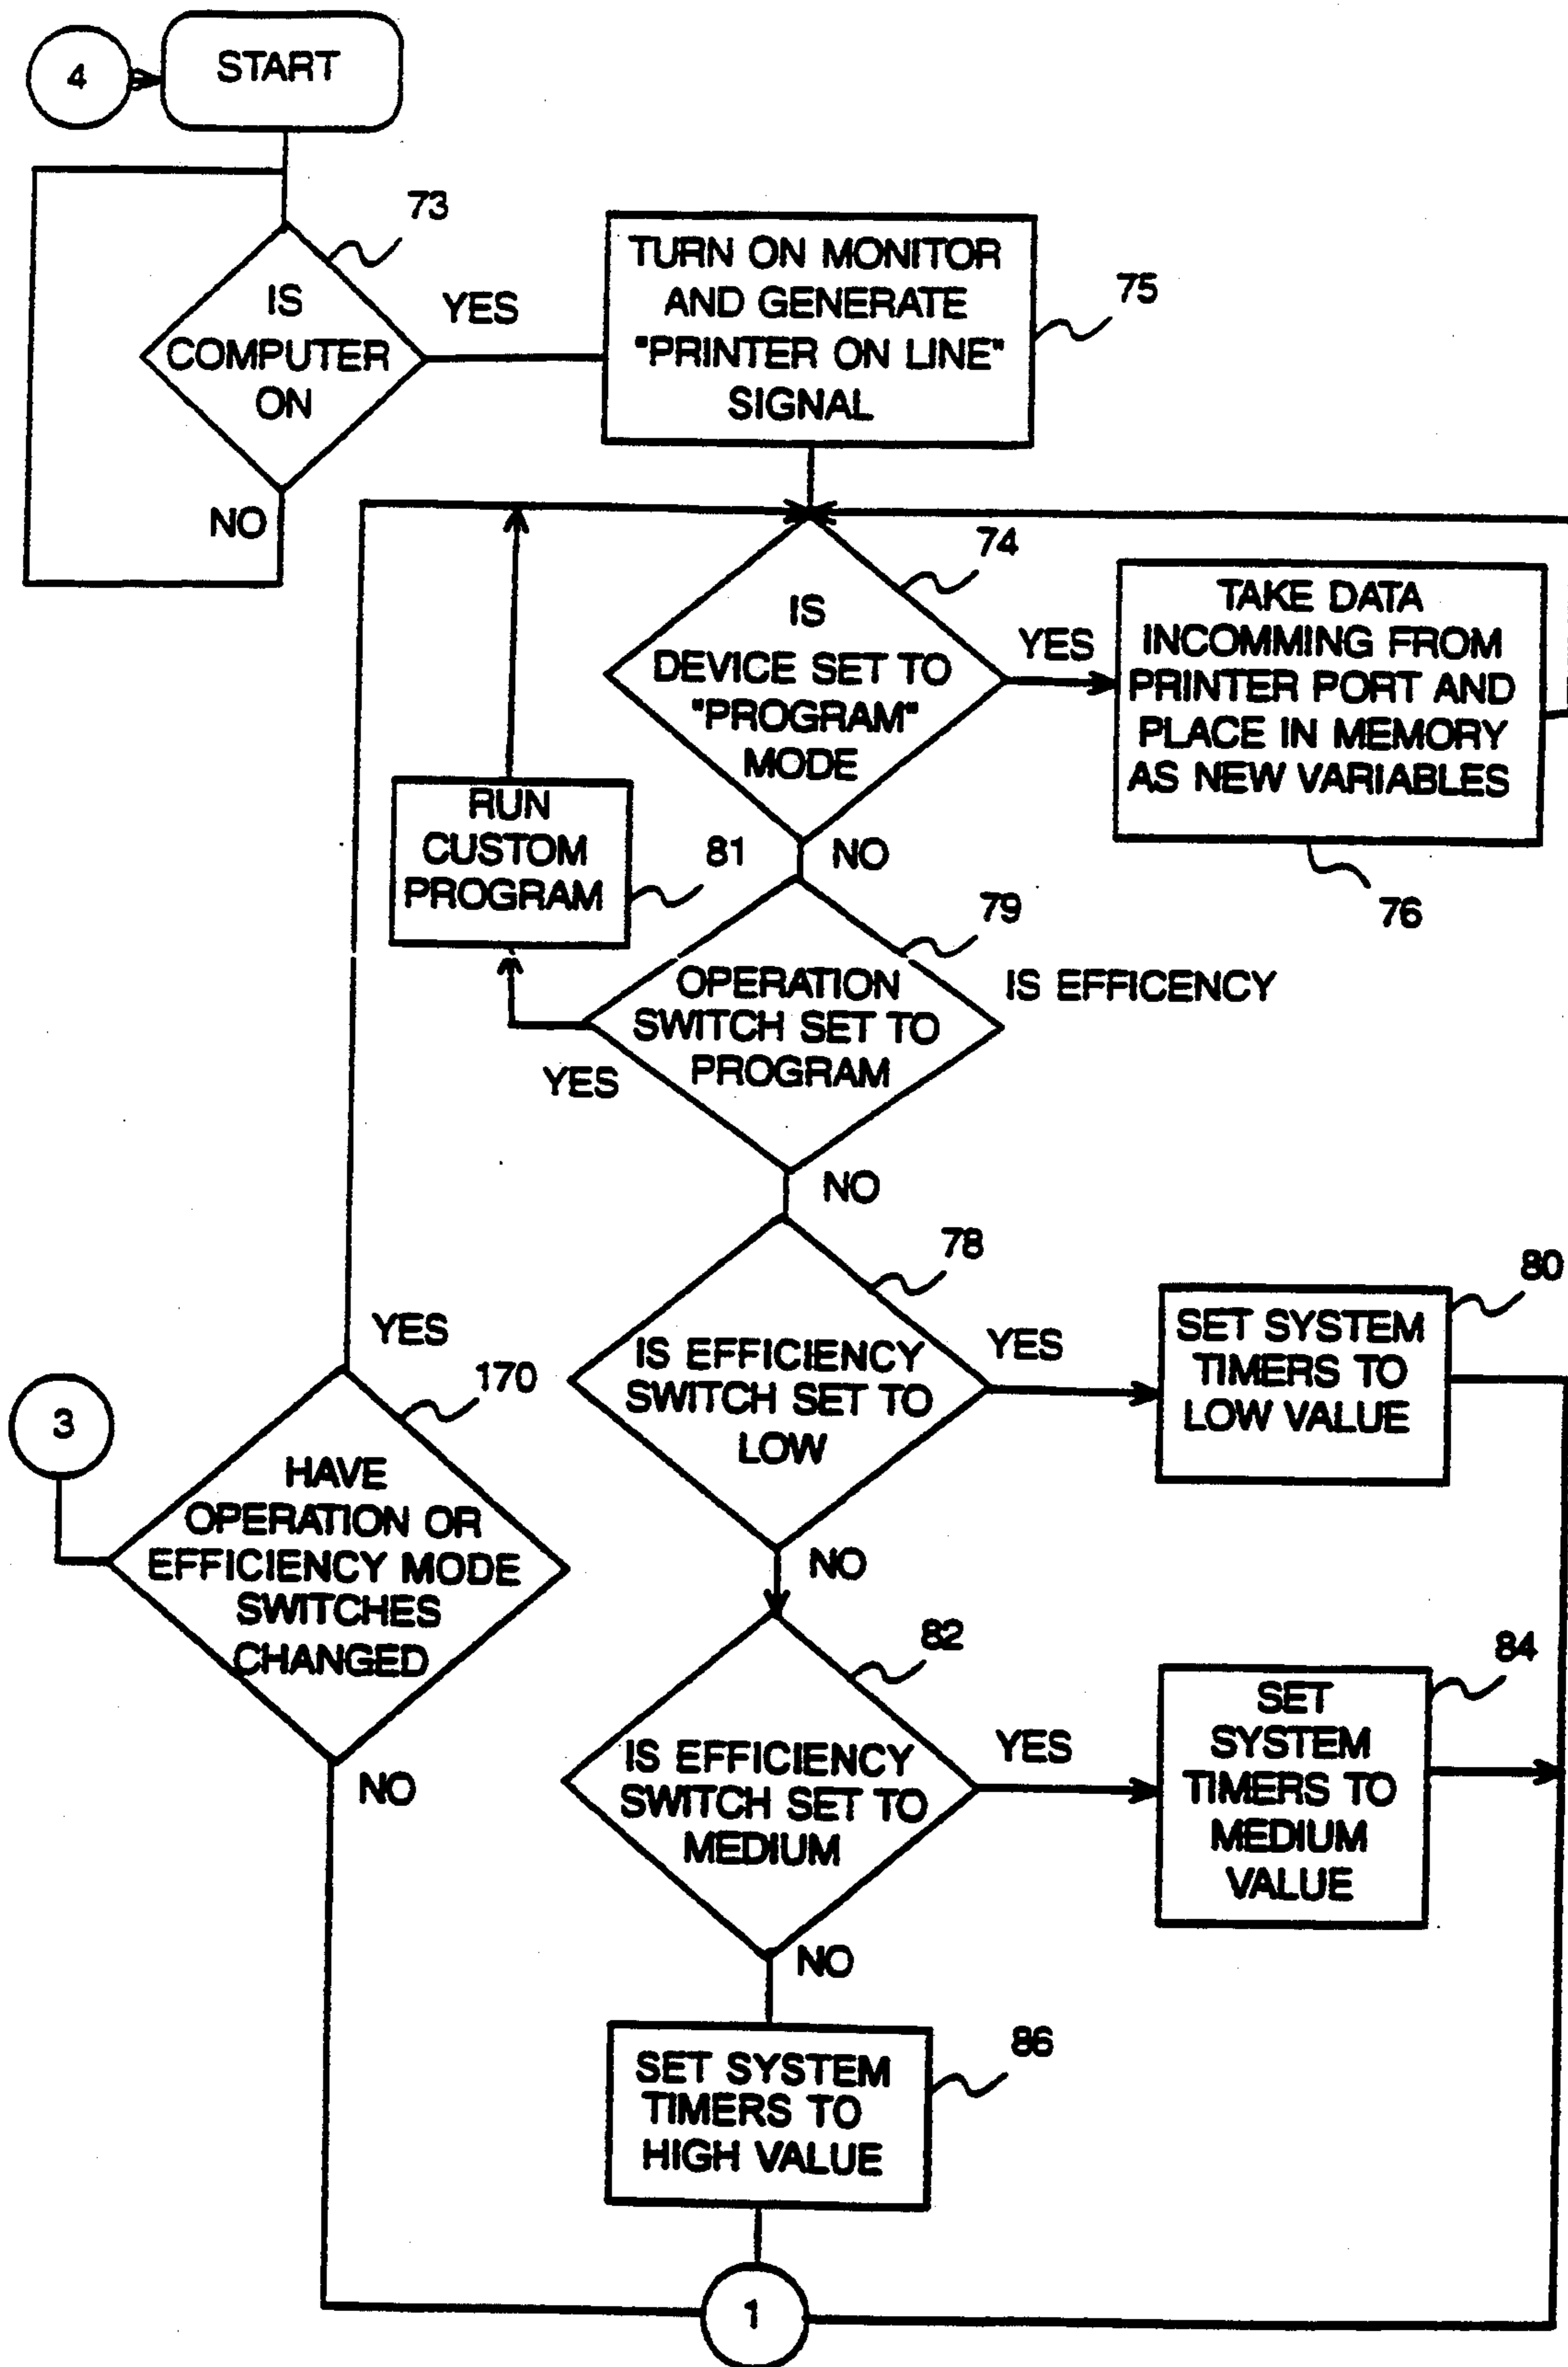 4
START
73
IS
COMPUTER
ON
YES
NO
TURN ON MONITOR
AND GENERATE
"PRINTER ON LINE"
SIGNAL
75
74
IS
DEVICE SET TO
"PROGRAM"
MODE
YES
NO
TAKE DATA
INCOMMING FROM
PRINTER PORT AND
PLACE IN MEMORY
AS NEW VARIABLES
76
RUN
CUSTOM
PROGRAM
81
79
OPERATION
SWITCH SET TO
PROGRAM
IS EFFICENCY
YES
NO
78
IS EFFICIENCY
SWITCH SET TO
LOW
YES
NO
80
SET SYSTEM
TIMERS TO
LOW VALUE
YES
170
3
HAVE
OPERATION OR
EFFICIENCY MODE
SWITCHES
CHANGED
NO
82
IS EFFICIENCY
SWITCH SET TO
MEDIUM
YES
NO
84
SET
SYSTEM
TIMERS TO
MEDIUM
VALUE
86
SET SYSTEM
TIMERS TO
HIGH VALUE
1